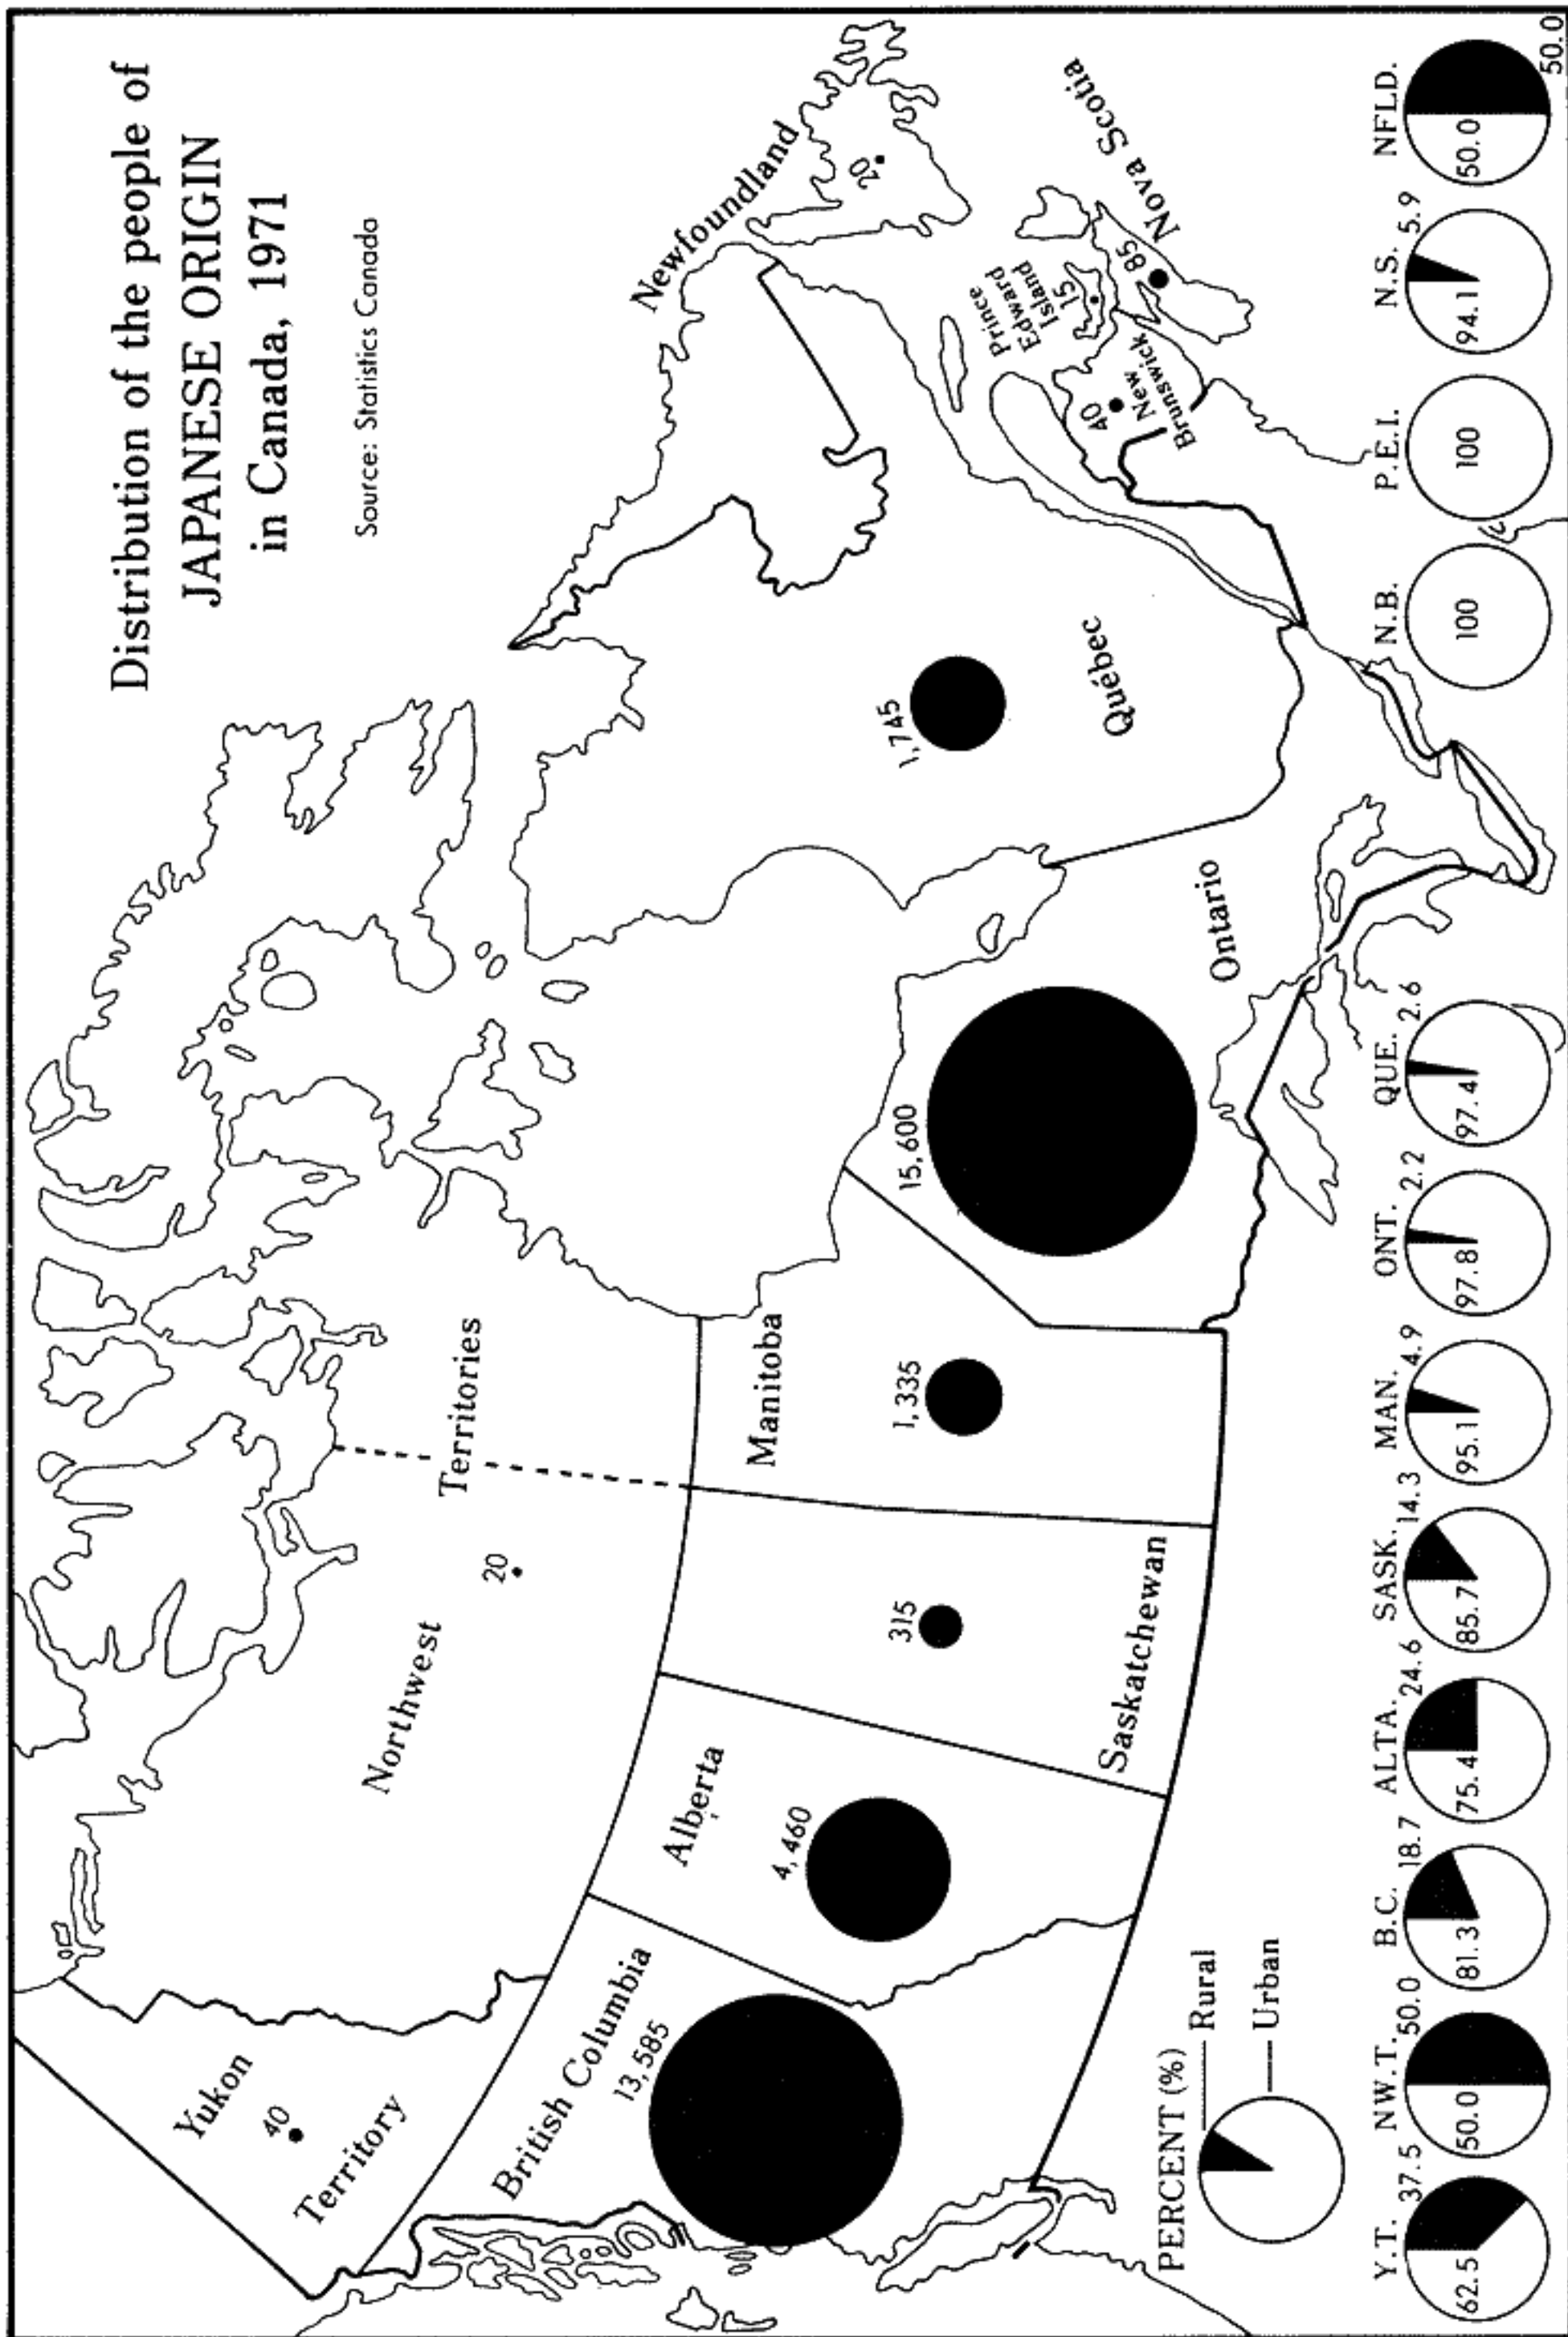 Distribution of the people of
JAPANESE ORIGIN
in Canada, 1971
Source: Statistics Canada
Yukon
40
Territory
Northwest
Territories
20
British Columbia
13,585
Alberta
4,460
Saskatchewan
315
Manitoba
1,335
Ontario
15,600
Québec
1,745
Newfoundland
20
Prince
Edward
Island
15
Nova Scotia
85
40
New
Brunswick
PERCENT (%)
Rural
Urban
Y.T. 37.5
62.5
NW.T. 50.0
50.0
B.C. 18.7
81.3
ALTA. 24.6
75.4
SASK. 14.3
85.7
MAN. 4.9
95.1
ONT. 2.2
97.8
QUE. 2.6
97.4
N.B.
100
P.E.I.
100
N.S. 5.9
94.1
NFLD.
50.0
50.0